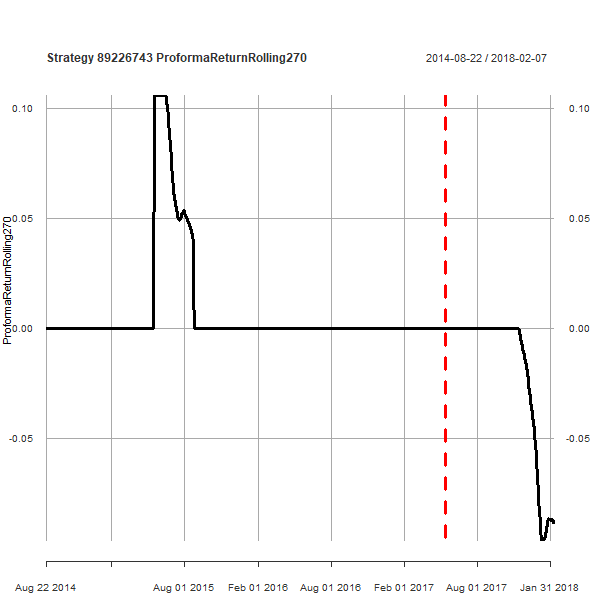 Strategy 89226743 ProformaReturnRolling270
2014-08-22 / 2018-02-07
0.10
0.10
0.05
0.05
ProformaReturnRolling270
0.00
0.00
-0.05
-0.05
Aug 22 2014
Aug 01 2015
Feb 01 2016
Aug 01 2016
Feb 01 2017
Aug 01 2017
Jan 31 2018